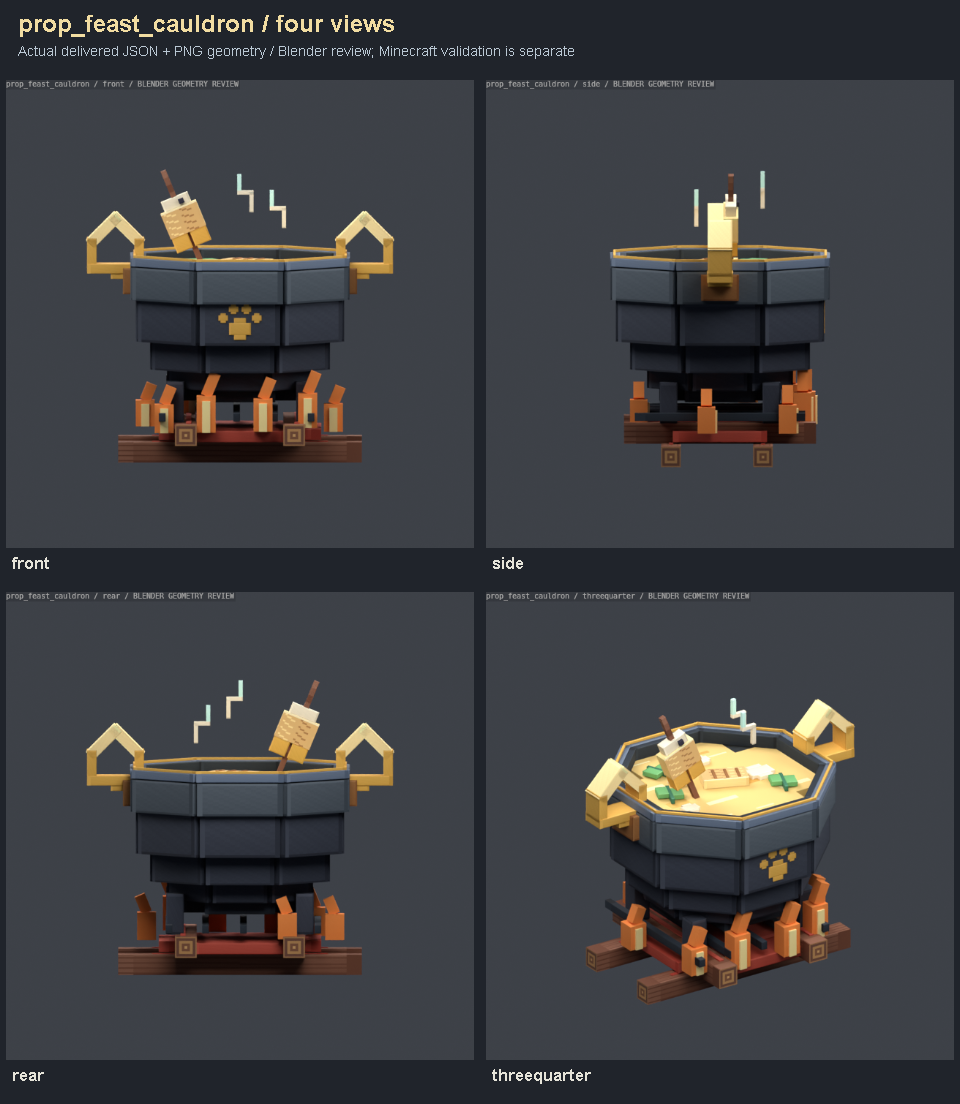 prop_feast_cauldron / four views
Actual delivered JSON + PNG geometry / Blender review; Minecraft validation is separate
prop_feast_cauldron / front / BLENDER GEOMETRY REVIEW
prop_feast_cauldron / side / BLENDER GEOMETRY REVIEW
front
side
prop_feast_cauldron / rear / BLENDER GEOMETRY REVIEW
prop_feast_cauldron / threequarter / BLENDER GEOMETRY REVIEW
rear
threequarter